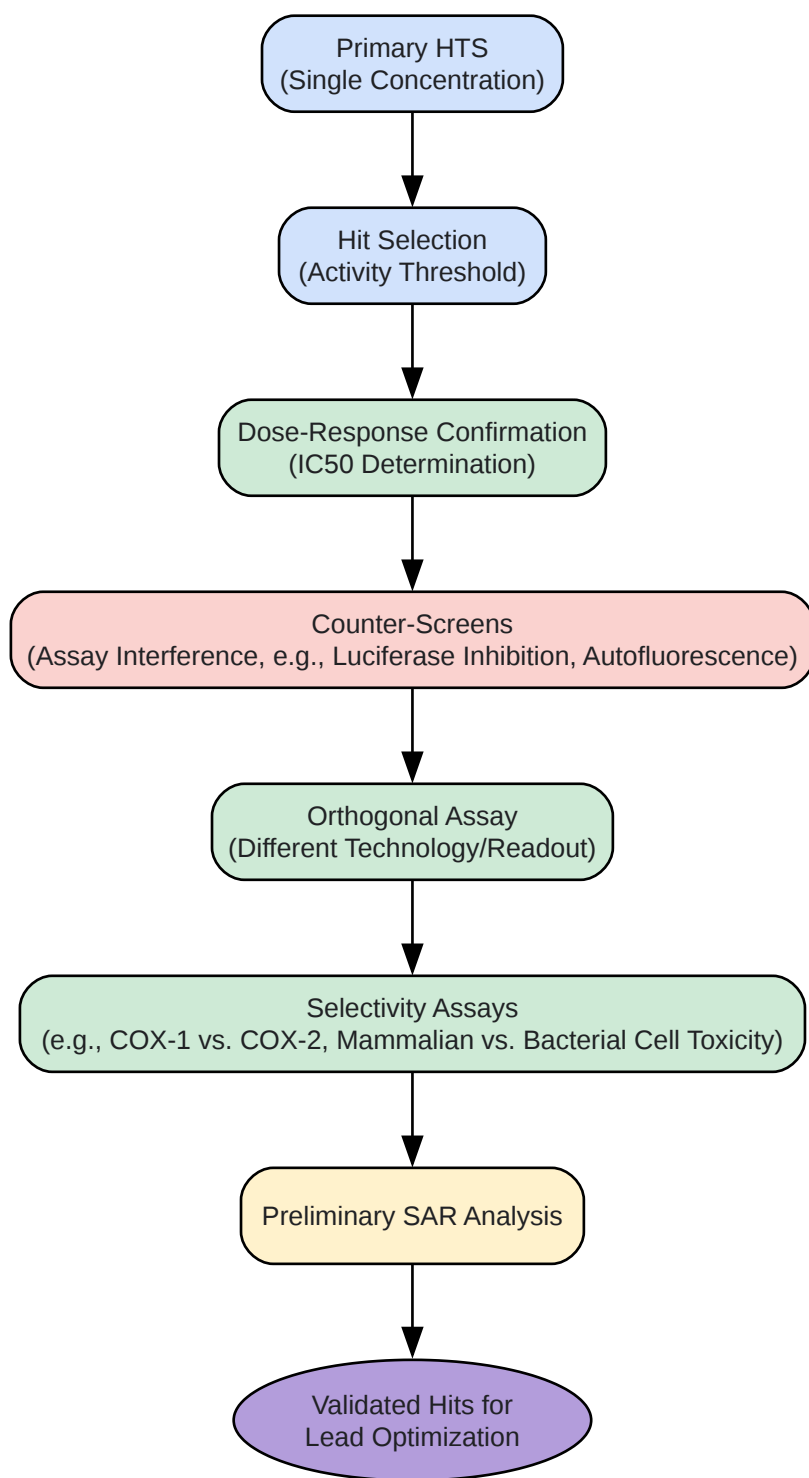 Primary HTS
(Single Concentration)
Hit Selection
(Activity Threshold)
Dose-Response Confirmation
(IC50 Determination)
Counter-Screens
(Assay Interference, e.g., Luciferase Inhibition, Autofluorescence)
Orthogonal Assay
(Different Technology/Readout)
Selectivity Assays
(e.g., COX-1 vs. COX-2, Mammalian vs. Bacterial Cell Toxicity)
Preliminary SAR Analysis
Validated Hits for
Lead Optimization